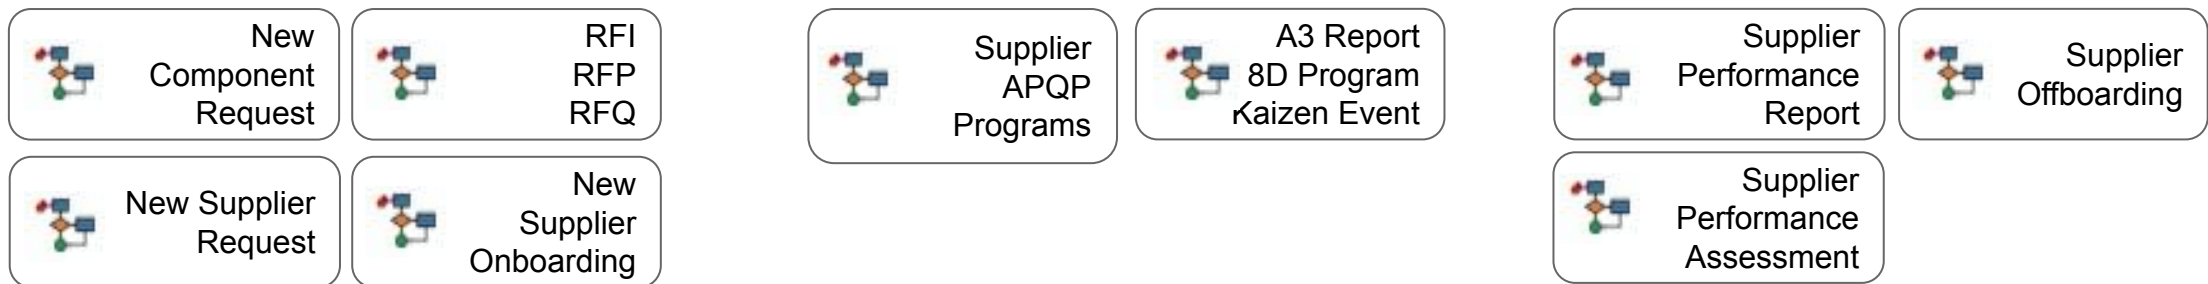 New
Component
Request
RFI
RFP
RFQ
Supplier
APQP
Programs
A3 Report
8D Program
Kaizen Event
Supplier
Performance
Report
Supplier
Offboarding
New Supplier
Request
New
Supplier
Onboarding
Supplier
Performance
Assessment